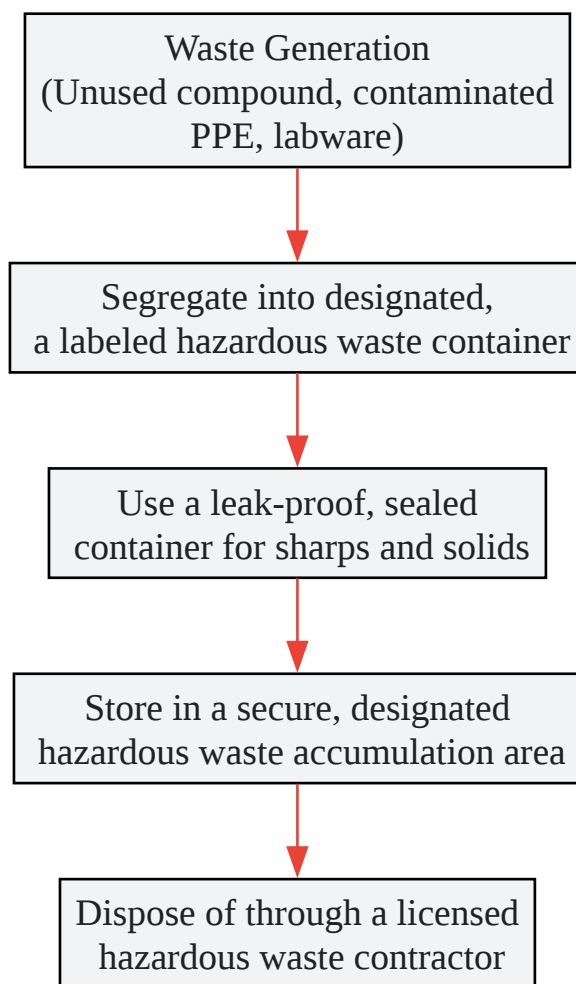 Waste Generation
(Unused compound, contaminated
PPE, labware)
Segregate into designated,
a labeled hazardous waste container
Use a leak-proof, sealed
container for sharps and solids
Store in a secure, designated
hazardous waste accumulation area
Dispose of through a licensed
hazardous waste contractor